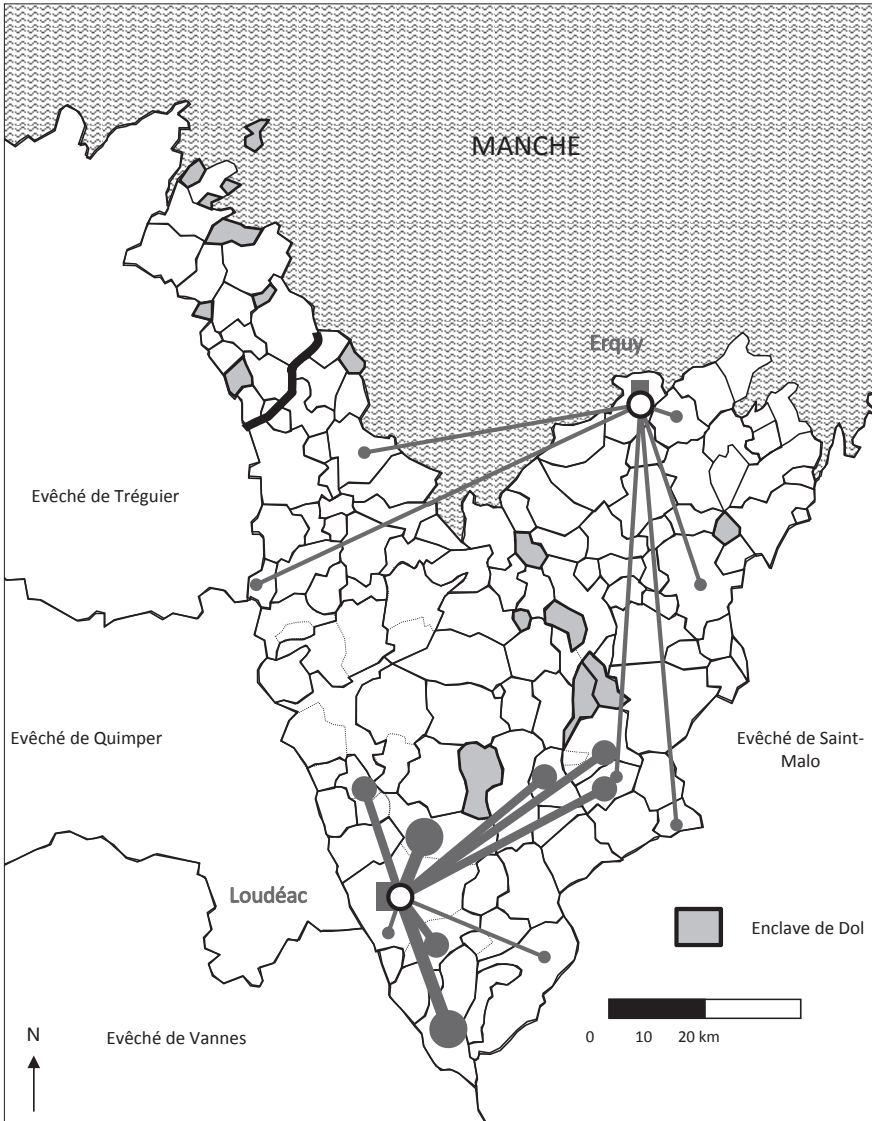 MANCHE
Erquy
Evêché de Tréguier
Evêché de Quimper
Evêché de Saint-
Malo
Loudéac
Enclave de Dol
0 10 20 km
Evêché de Vannes
N